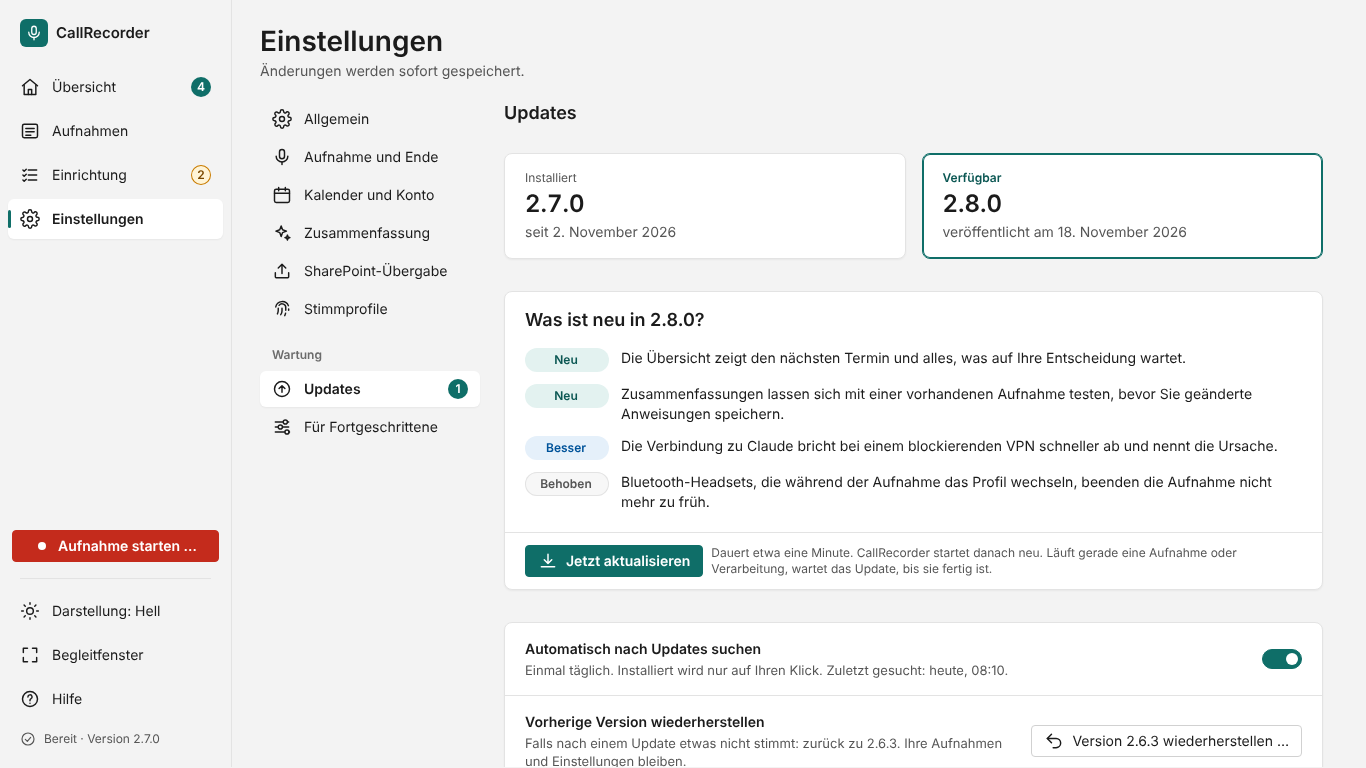 CallRecorder
Übersicht
4
Aufnahmen
Einrichtung
2
Einstellungen
Aufnahme starten ...
Darstellung: Hell
Begleitfenster
Hilfe
Bereit · Version 2.7.0
Einstellungen
Änderungen werden sofort gespeichert.
Allgemein
Aufnahme und Ende
Kalender und Konto
Zusammenfassung
SharePoint-Übergabe
Stimmprofile
Wartung
Updates
1
Für Fortgeschrittene
Updates
Installiert
2.7.0
seit 2. November 2026
Verfügbar
2.8.0
veröffentlicht am 18. November 2026
Was ist neu in 2.8.0?
Neu
Die Übersicht zeigt den nächsten Termin und alles, was auf Ihre Entscheidung wartet.
Neu
Zusammenfassungen lassen sich mit einer vorhandenen Aufnahme testen, bevor Sie geänderte
Anweisungen speichern.
Besser
Die Verbindung zu Claude bricht bei einem blockierenden VPN schneller ab und nennt die Ursache.
Behoben
Bluetooth-Headsets, die während der Aufnahme das Profil wechseln, beenden die Aufnahme nicht
mehr zu früh.
Jetzt aktualisieren
Dauert etwa eine Minute. CallRecorder startet danach neu. Läuft gerade eine Aufnahme oder
Verarbeitung, wartet das Update, bis sie fertig ist.
Automatisch nach Updates suchen
Einmal täglich. Installiert wird nur auf Ihren Klick. Zuletzt gesucht: heute, 08:10.
Vorherige Version wiederherstellen
Falls nach einem Update etwas nicht stimmt: zurück zu 2.6.3. Ihre Aufnahmen
und Einstellungen bleiben.
Version 2.6.3 wiederherstellen ...